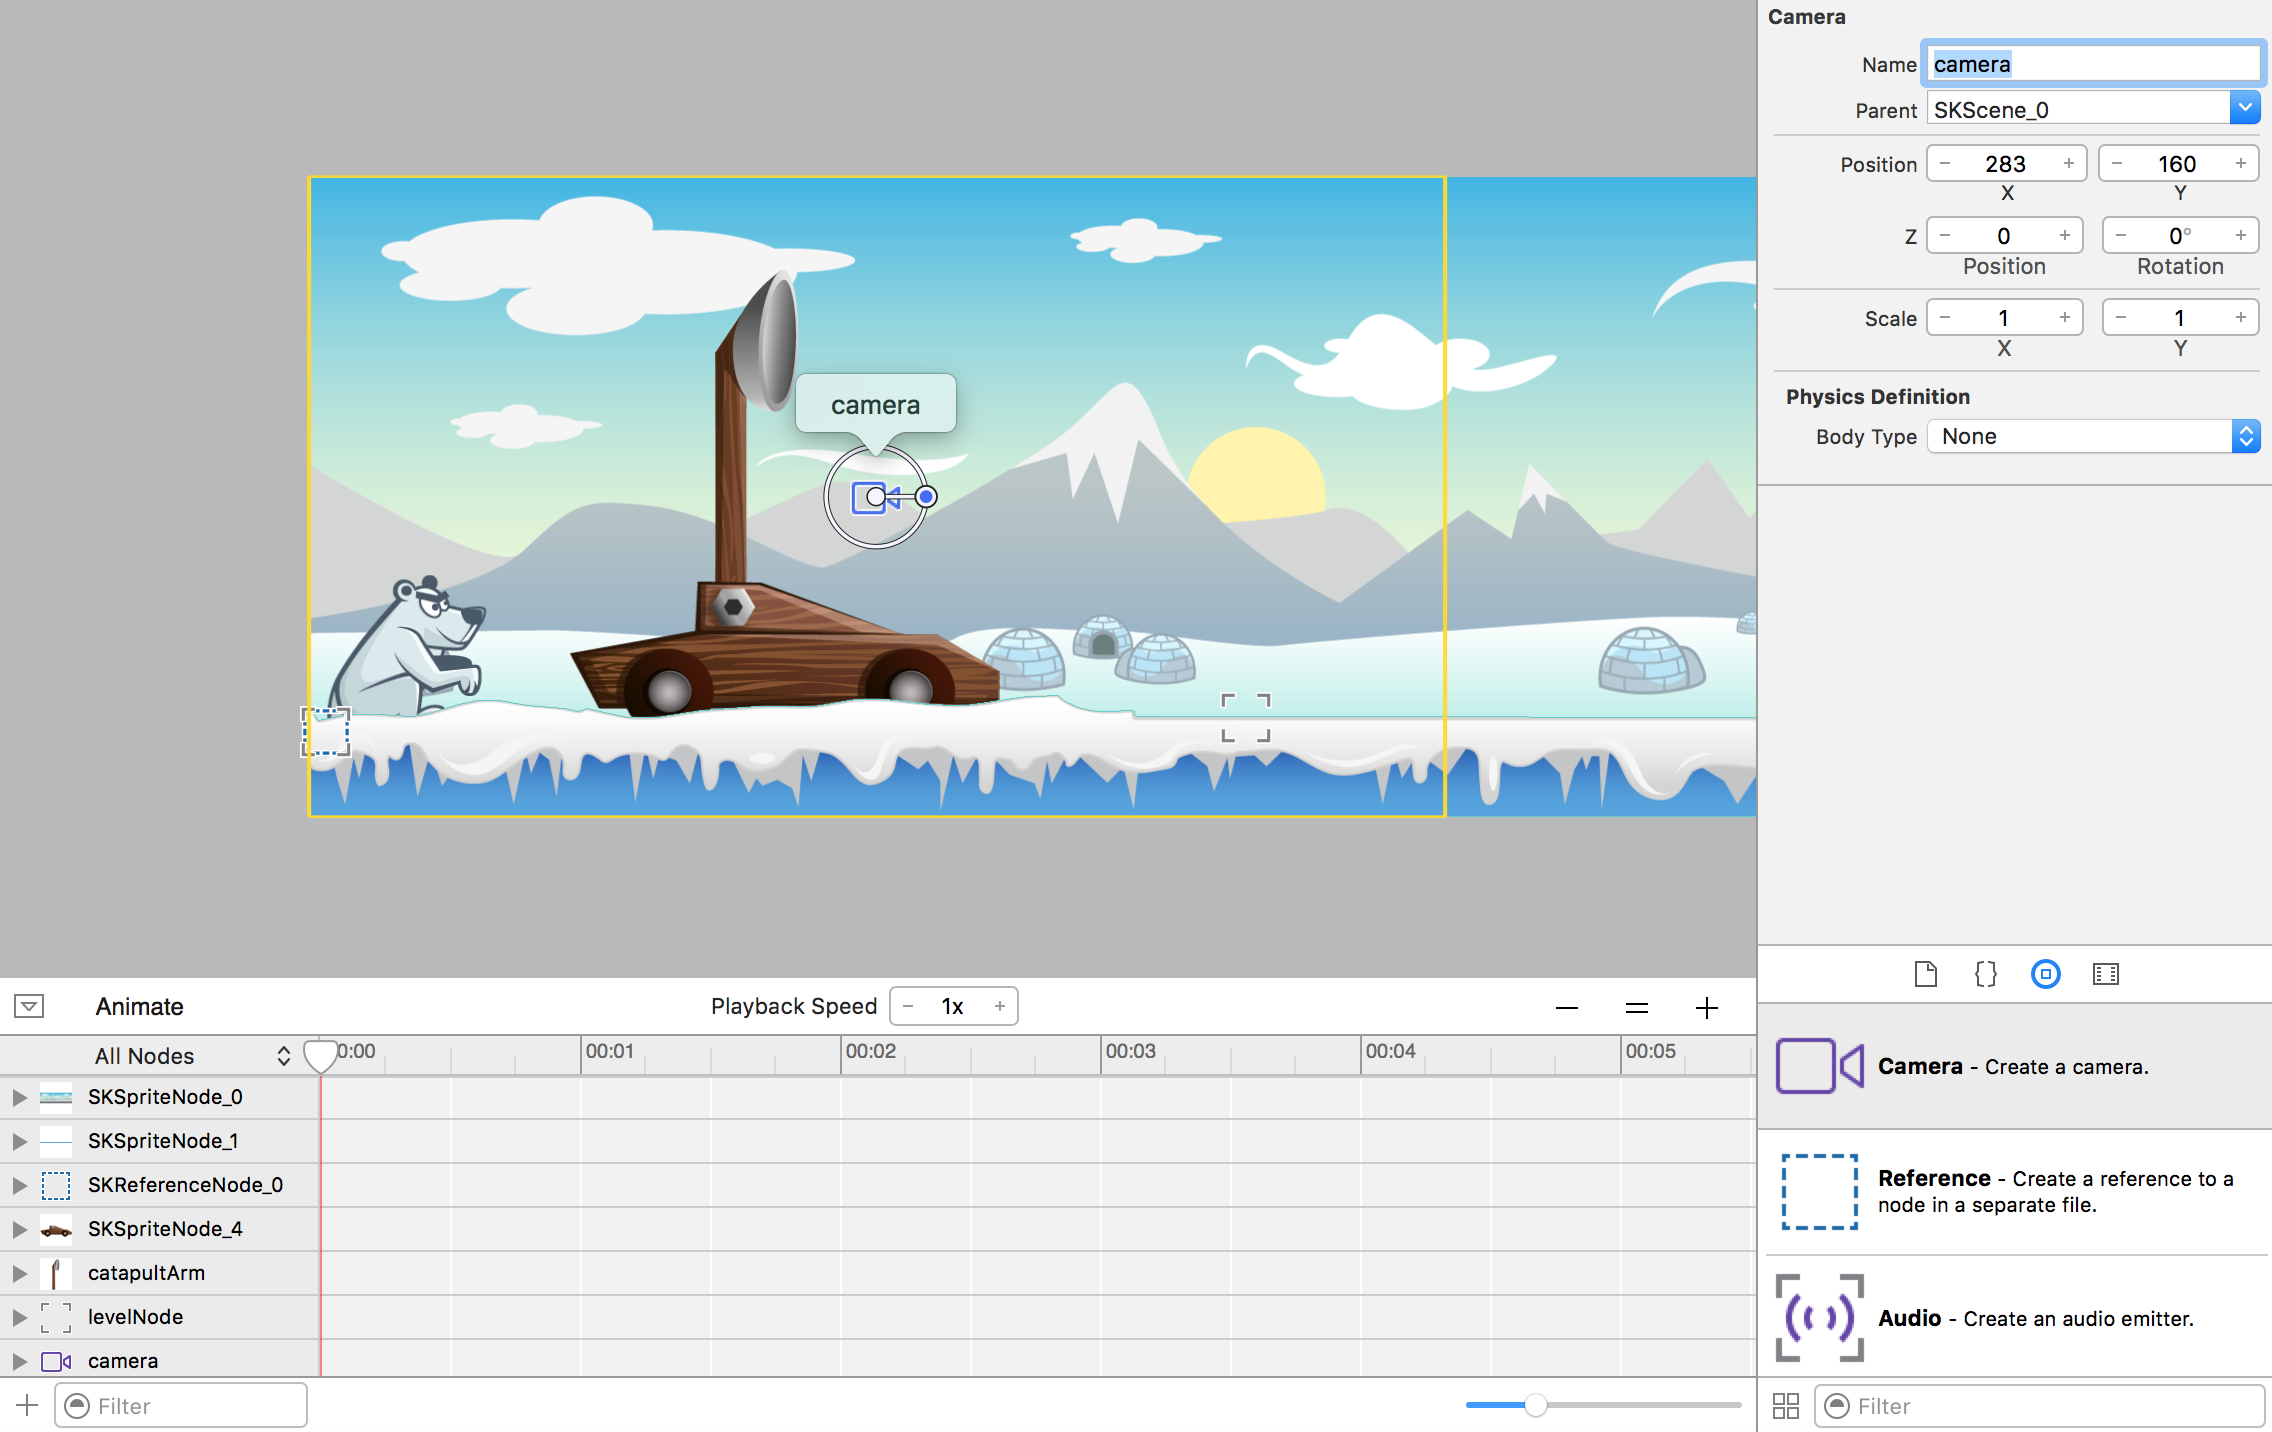 Camera
Name camera
Parent SKScene_0
Position - 283 + - 160 +
X Y
Z - 0 + - 0° +
Position Rotation
Scale - 1 + - 1 +
X Y
Physics Definition
Body Type None
camera
Animate Playback Speed - 1x +
All Nodes 0:00 00:01 00:02 00:03 00:04 00:05
SKSpriteNode_0
SKSpriteNode_1
SKReferenceNode_0
SKSpriteNode_4
catapultArm
levelNode
camera
Filter
{}
Camera - Create a camera.
Reference - Create a reference to a
node in a separate file.
Audio - Create an audio emitter.
Filter